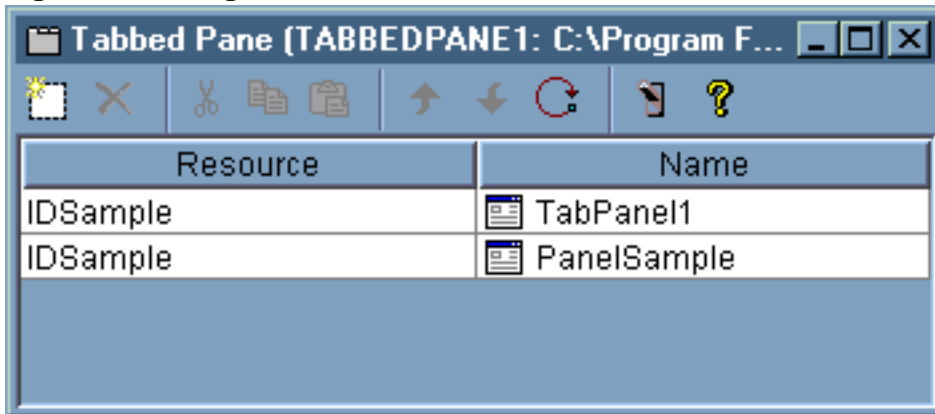 Tabbed Pane (TABBEDPANE1: C:\Program F...
Resource Name
IDSample TabPanel1
IDSample PanelSample